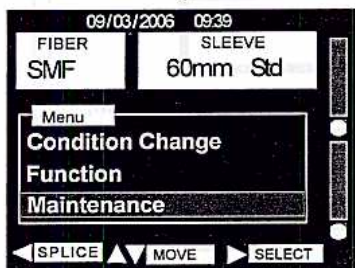 09/03/2006 09:39
FIBER
SMF
SLEEVE
60mm Std
Menu
Condition Change
Function
Maintenance
SPLICE MOVE SELECT